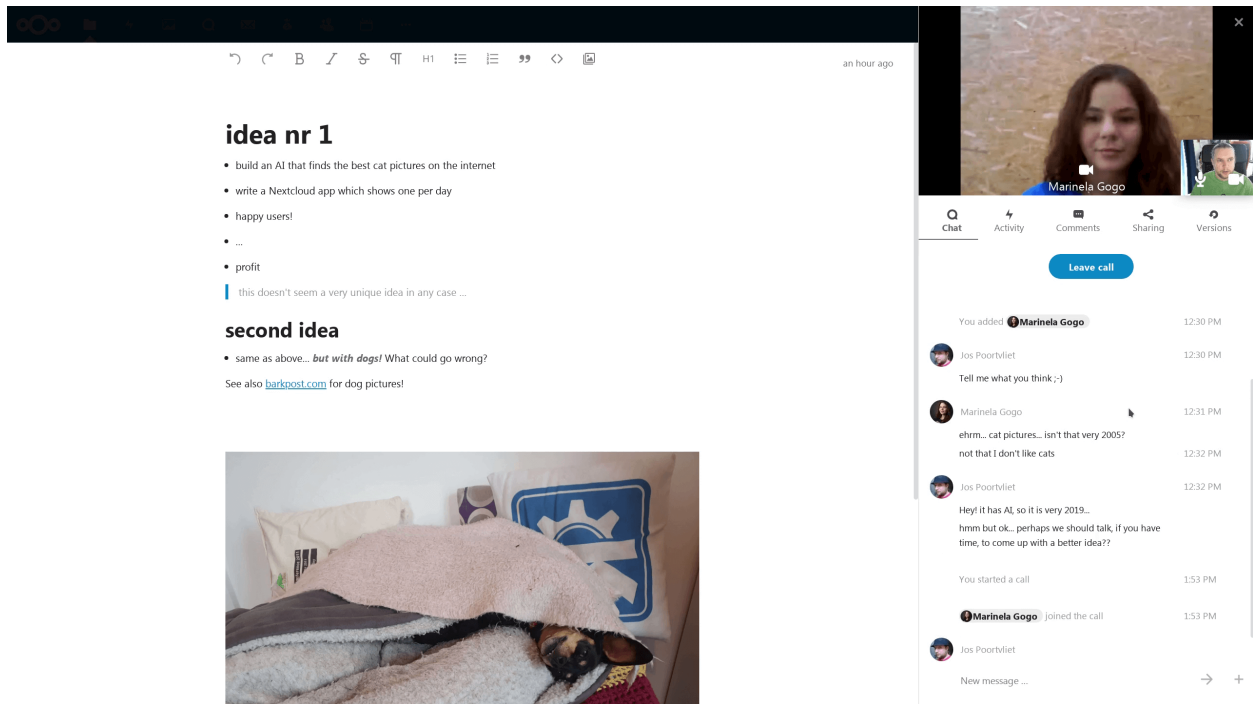 H1
an hour ago
idea nr 1
• build an AI that finds the best cat pictures on the internet
• write a Nextcloud app which shows one per day
• happy users!
• ...
• profit
this doesn't seem a very unique idea in any case ...
second idea
• same as above... but with dogs! What could go wrong?
See also barkpost.com for dog pictures!
Marinela Gogo
Chat
Activity
Comments
Sharing
Versions
Leave call
You added Marinela Gogo 12:30 PM
Jos Poortvliet 12:30 PM
Tell me what you think ;-)
Marinela Gogo 12:31 PM
ehrm... cat pictures... isn't that very 2005?
not that I don't like cats 12:32 PM
Jos Poortvliet 12:32 PM
Hey! it has AI, so it is very 2019...
hmm but ok... perhaps we should talk, if you have
time, to come up with a better idea??
You started a call 1:53 PM
Marinela Gogo joined the call 1:53 PM
Jos Poortvliet
New message ...